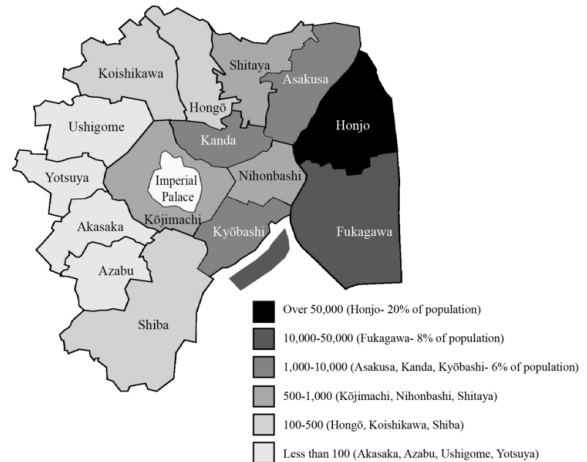 Koishikawa
Shitaya
Asakusa
Hongō
Honjo
Ushigome
Kanda
Yotsuya
Imperial
Palace
Nihonbashi
Kōjimachi
Akasaka
Kyōbashi
Fukagawa
Azabu
Shiba
Over 50,000 (Honjo- 20% of population)
10,000-50,000 (Fukagawa- 8% of population)
1,000-10,000 (Asakusa, Kanda, Kyōbashi- 6% of population)
500-1,000 (Kōjimachi, Nihonbashi, Shitaya)
100-500 (Hongō, Koishikawa, Shiba)
Less than 100 (Akasaka, Azabu, Ushigome, Yotsuya)